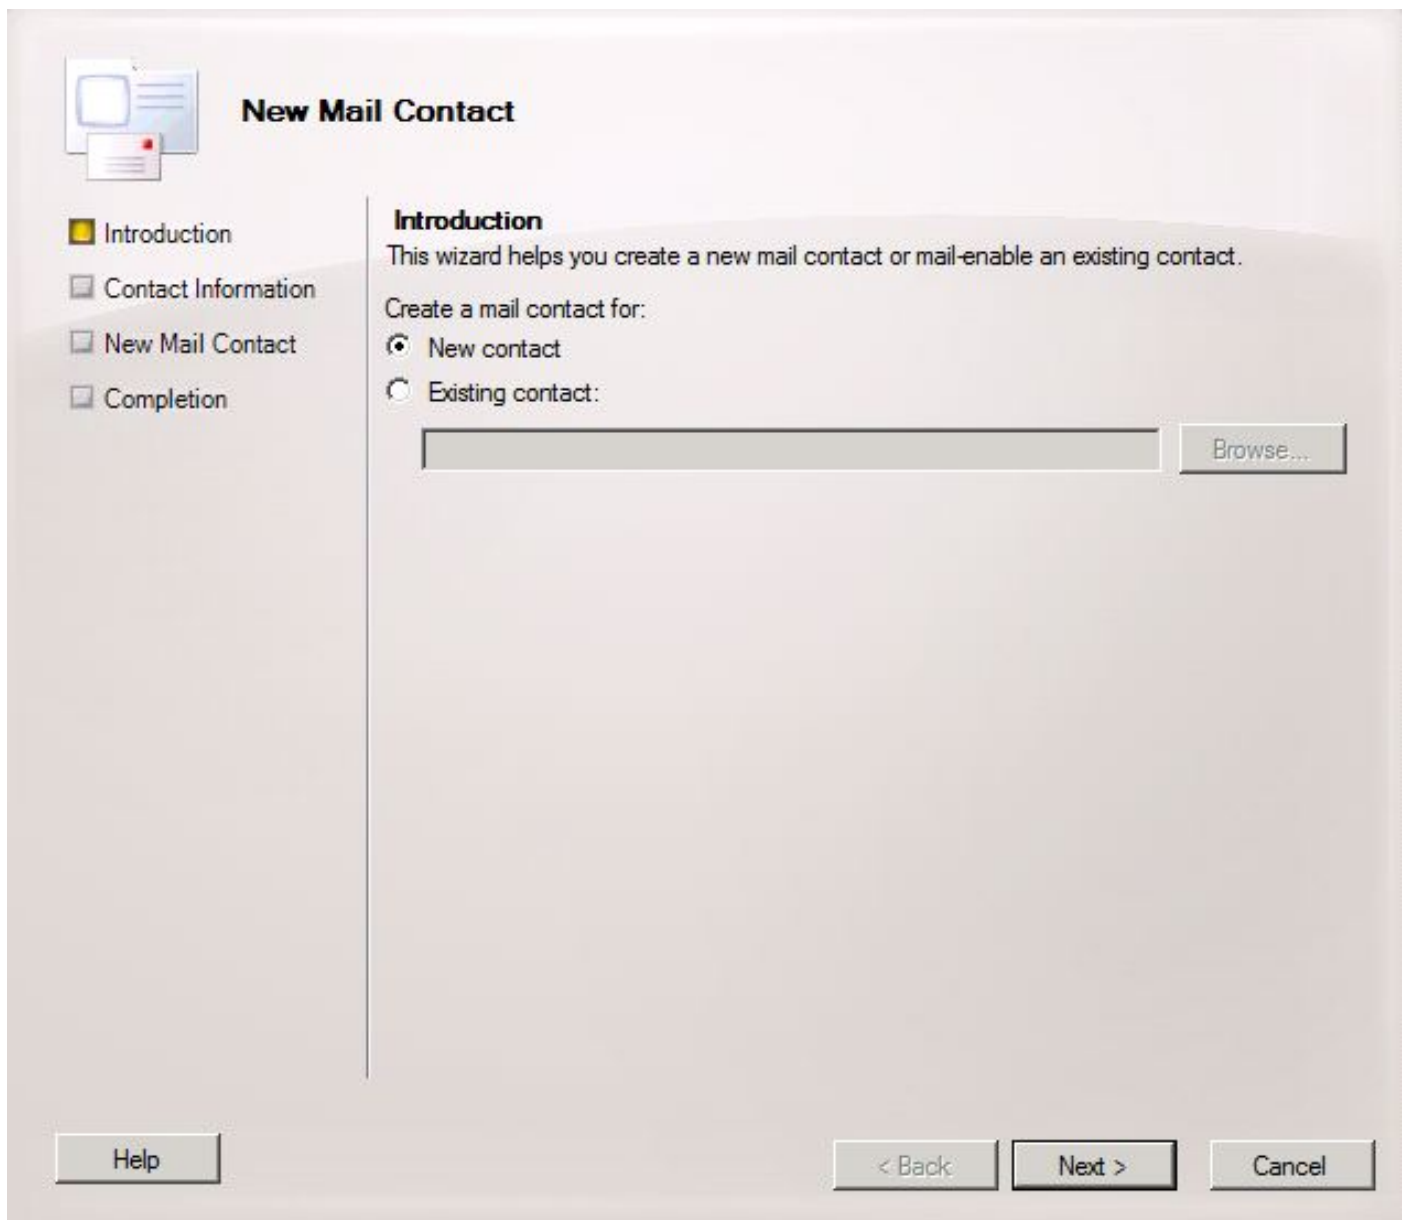 New Mail Contact
Introduction
Contact Information
New Mail Contact
Completion
Introduction
This wizard helps you create a new mail contact or mail-enable an existing contact.
Create a mail contact for:
New contact
Existing contact:
Browse...
Help
< Back
Next >
Cancel